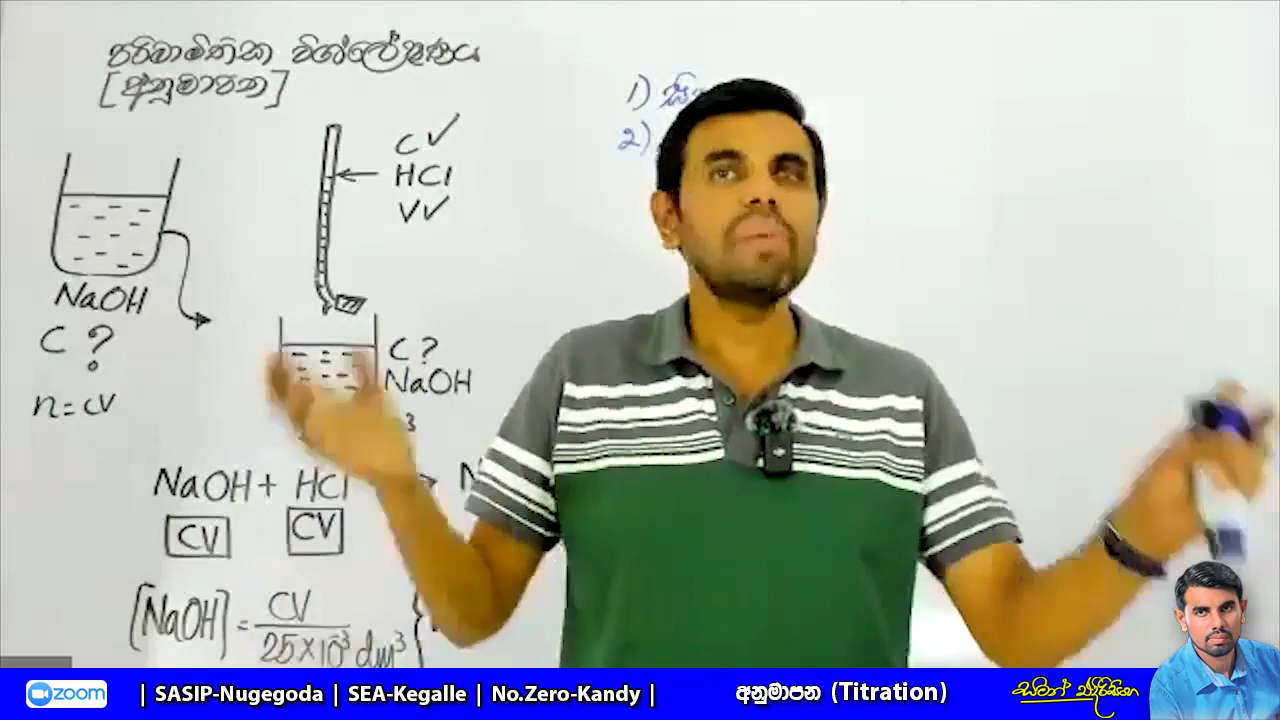 පරිමාමිතික විශ්ලේෂණය
[අනුමාපන]
1)
2)
C ✓
HCl
V ✓
NaOH
C ?
n = CV
C ?
NaOH
3
NaOH + HCl → N
CV CV
[NaOH] = CV / 25 × 10⁻³ dm³
zoom
| SASIP-Nugegoda | SEA-Kegalle | No.Zero-Kandy |
අනුමාපන (Titration)